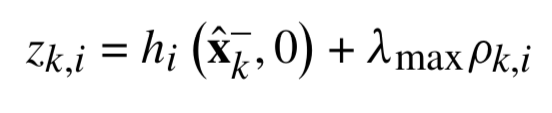 z_{k,i} = h_i (x̂_k^-, 0) + λ_max ρ_{k,i}